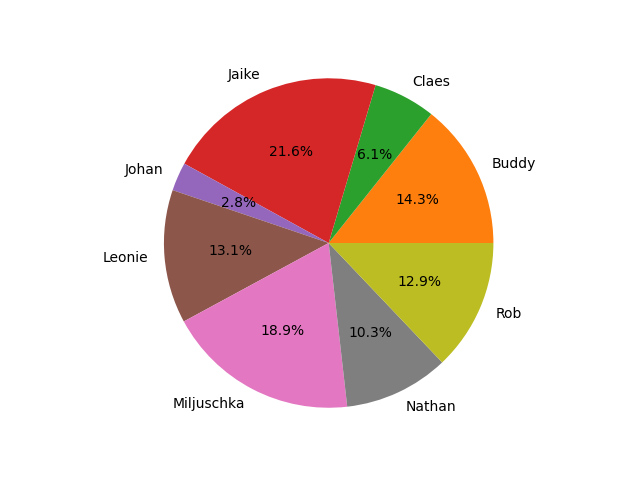 Jaike
Claes
Buddy
Johan
Leonie
Miljuschka
Nathan
Rob
21.6%
6.1%
14.3%
2.8%
13.1%
18.9%
10.3%
12.9%